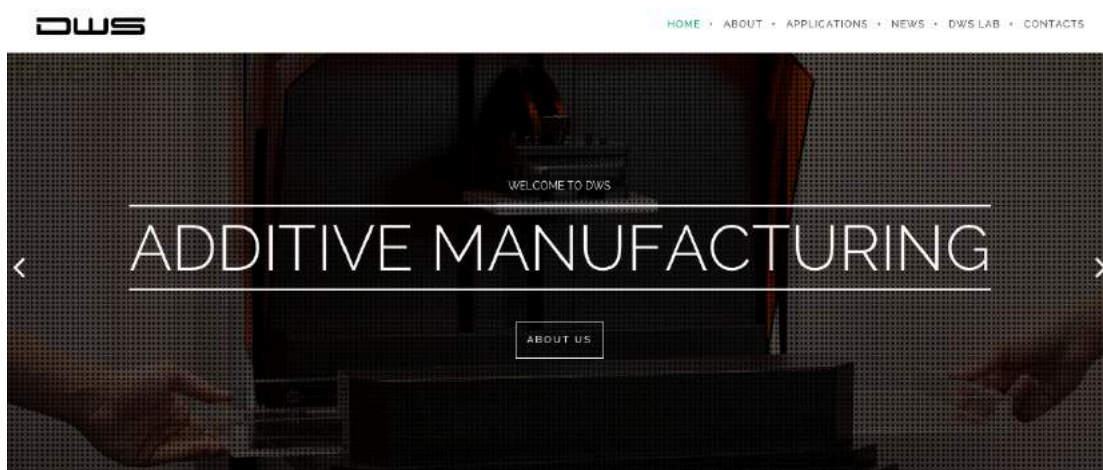 DWS
HOME • ABOUT • APPLICATIONS • NEWS • DWS LAB • CONTACTS
WELCOME TO DWS
ADDITIVE MANUFACTURING
ABOUT US